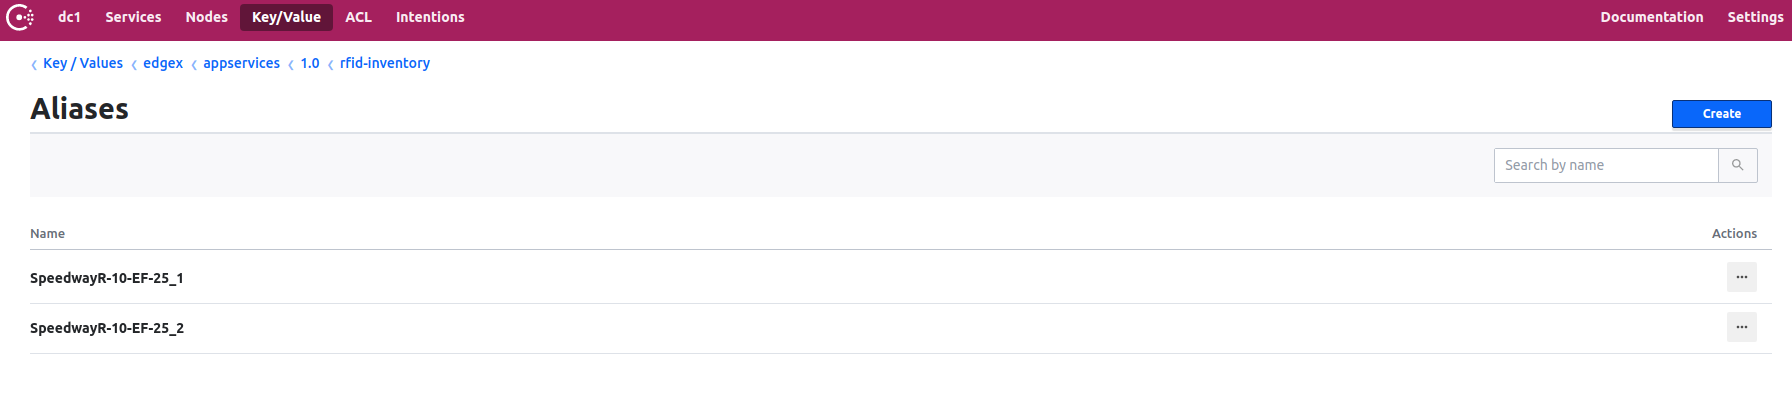 dc1 Services Nodes Key/Value ACL Intentions Documentation Settings
Key / Values edgex appservices 1.0 rfid-inventory
Aliases
Create
Search by name
Name Actions
SpeedwayR-10-EF-25_1
SpeedwayR-10-EF-25_2